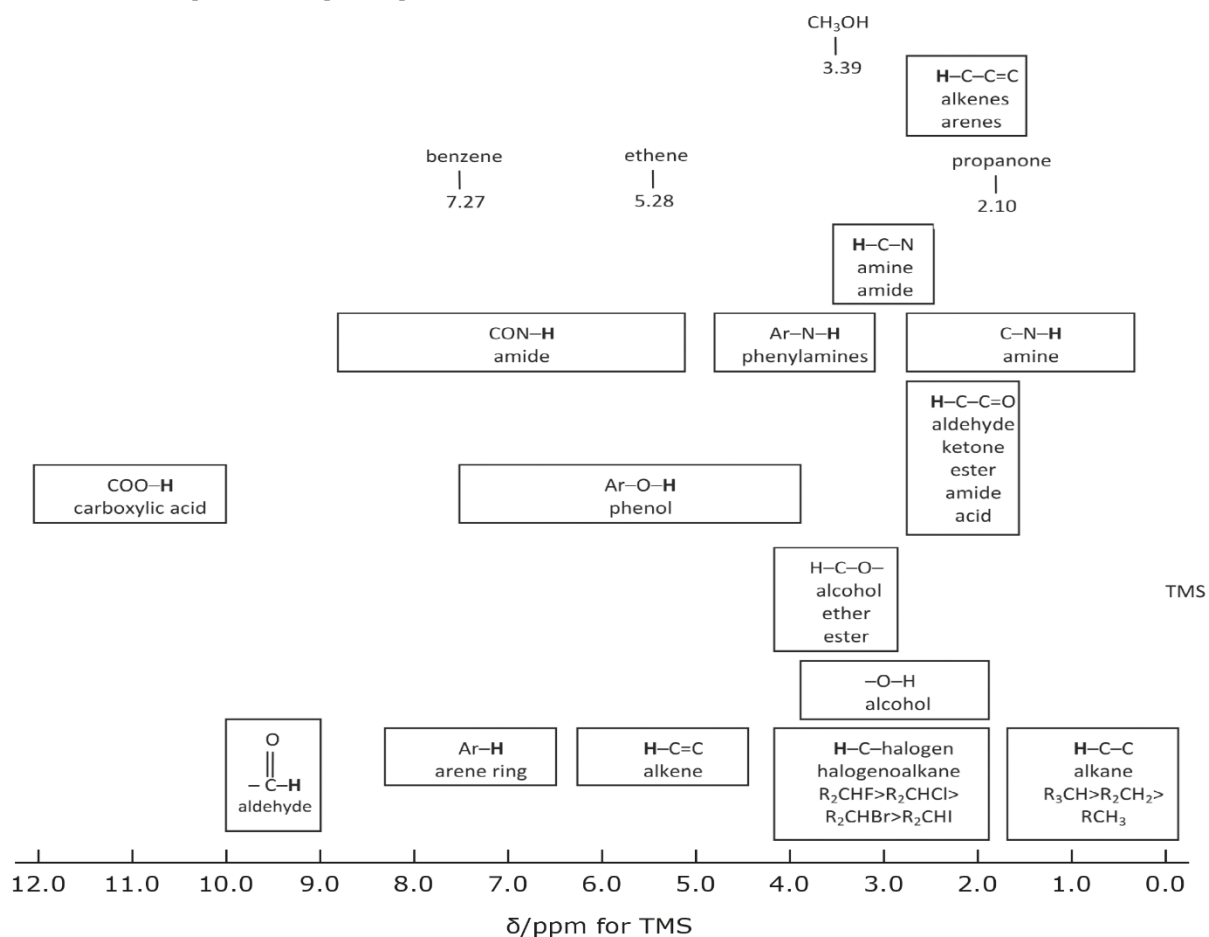 CH₃OH
3.39
H–C–C=C
alkenes
arenes
benzene
7.27
ethene
5.28
propanone
2.10
H–C–N
amine
amide
CON–H
amide
Ar–N–H
phenylamines
C–N–H
amine
H–C–C=O
aldehyde
ketone
ester
amide
acid
COO–H
carboxylic acid
Ar–O–H
phenol
H–C–O–
alcohol
ether
ester
TMS
–O–H
alcohol
O
– C–H
aldehyde
Ar–H
arene ring
H–C=C
alkene
H–C–halogen
halogenoalkane
R₂CHF>R₂CHCl>
R₂CHBr>R₂CHI
H–C–C
alkane
R₃CH>R₂CH₂>
RCH₃
12.0 11.0 10.0 9.0 8.0 7.0 6.0 5.0 4.0 3.0 2.0 1.0 0.0
δ/ppm for TMS